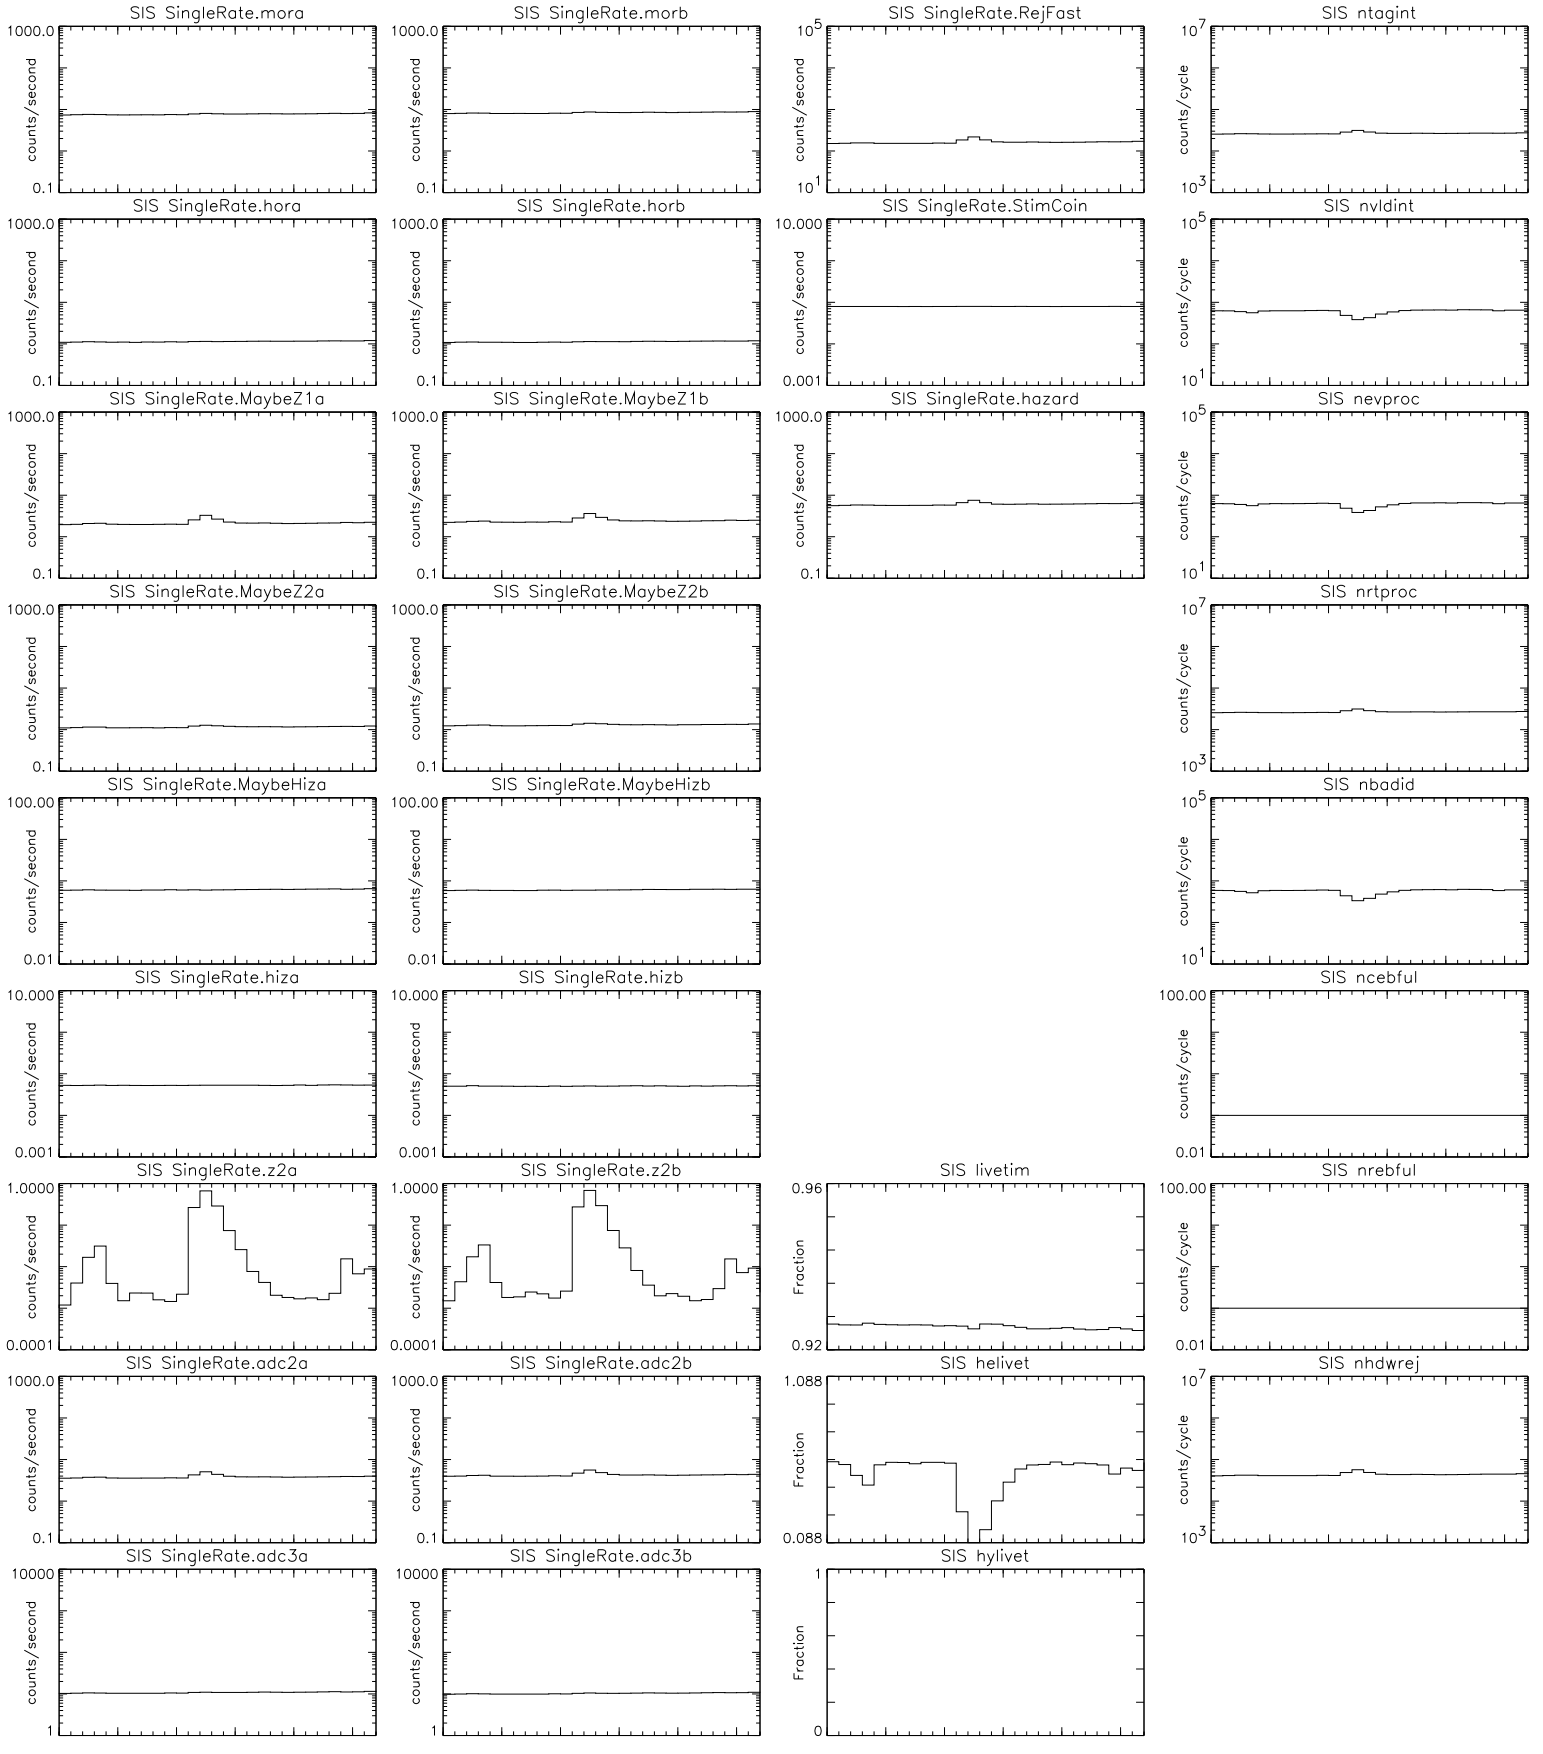 SIS SingleRate.mora
1000.0
counts/second
0.1
SIS SingleRate.morb
1000.0
counts/second
0.1
SIS SingleRate.RejFast
10^5
counts/second
10^1
SIS ntagint
10^7
counts/cycle
10^3
SIS SingleRate.hora
1000.0
counts/second
0.1
SIS SingleRate.horb
1000.0
counts/second
0.1
SIS SingleRate.StimCoin
10.000
counts/second
0.001
SIS nvldint
10^5
counts/cycle
10^1
SIS SingleRate.MaybeZ1a
1000.0
counts/second
0.1
SIS SingleRate.MaybeZ1b
1000.0
counts/second
0.1
SIS SingleRate.hazard
1000.0
counts/second
0.1
SIS nevproc
10^5
counts/cycle
10^1
SIS SingleRate.MaybeZ2a
1000.0
counts/second
0.1
SIS SingleRate.MaybeZ2b
1000.0
counts/second
0.1
SIS nrtproc
10^7
counts/cycle
10^3
SIS SingleRate.MaybeHiza
100.00
counts/second
0.01
SIS SingleRate.MaybeHizb
100.00
counts/second
0.01
SIS nbadid
10^5
counts/cycle
10^1
SIS SingleRate.hiza
10.000
counts/second
0.001
SIS SingleRate.hizb
10.000
counts/second
0.001
SIS ncebful
100.00
counts/cycle
0.01
SIS SingleRate.z2a
1.0000
counts/second
0.0001
SIS SingleRate.z2b
1.0000
counts/second
0.0001
SIS livetim
0.96
Fraction
0.92
SIS nrebful
100.00
counts/cycle
0.01
SIS SingleRate.adc2a
1000.0
counts/second
0.1
SIS SingleRate.adc2b
1000.0
counts/second
0.1
SIS helivet
1.088
Fraction
0.088
SIS nhdwrej
10^7
counts/cycle
10^3
SIS SingleRate.adc3a
10000
counts/second
1
SIS SingleRate.adc3b
10000
counts/second
1
SIS hylivet
1
Fraction
0